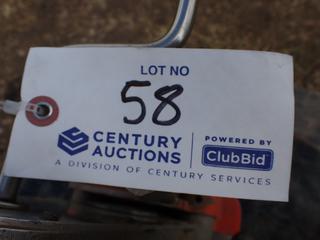 LOT NO
58
CENTURY AUCTIONS
POWERED BY
ClubBid
A DIVISION OF CENTURY SERVICES